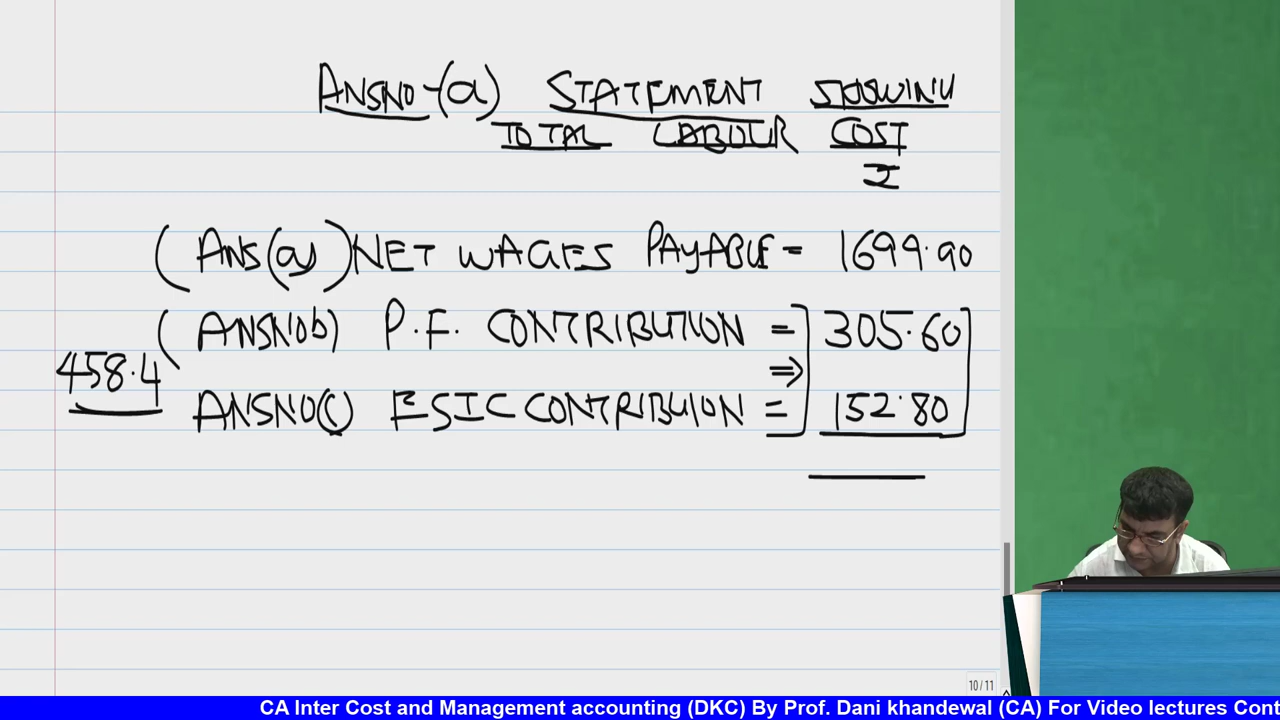 ANSNO-(a) STATEMENT SHOWING
TOTAL LABOUR COST
₹
(ANS(a)) NET WAGES PAYABLE = 1699.90
(ANSNOb) P.F. CONTRIBUTION = 305.60
458.4 ⇒
ANSNO(c) ESIC CONTRIBUION = 152.80
10/11
CA Inter Cost and Management accounting (DKC) By Prof. Dani khandewal (CA) For Video lectures Cont